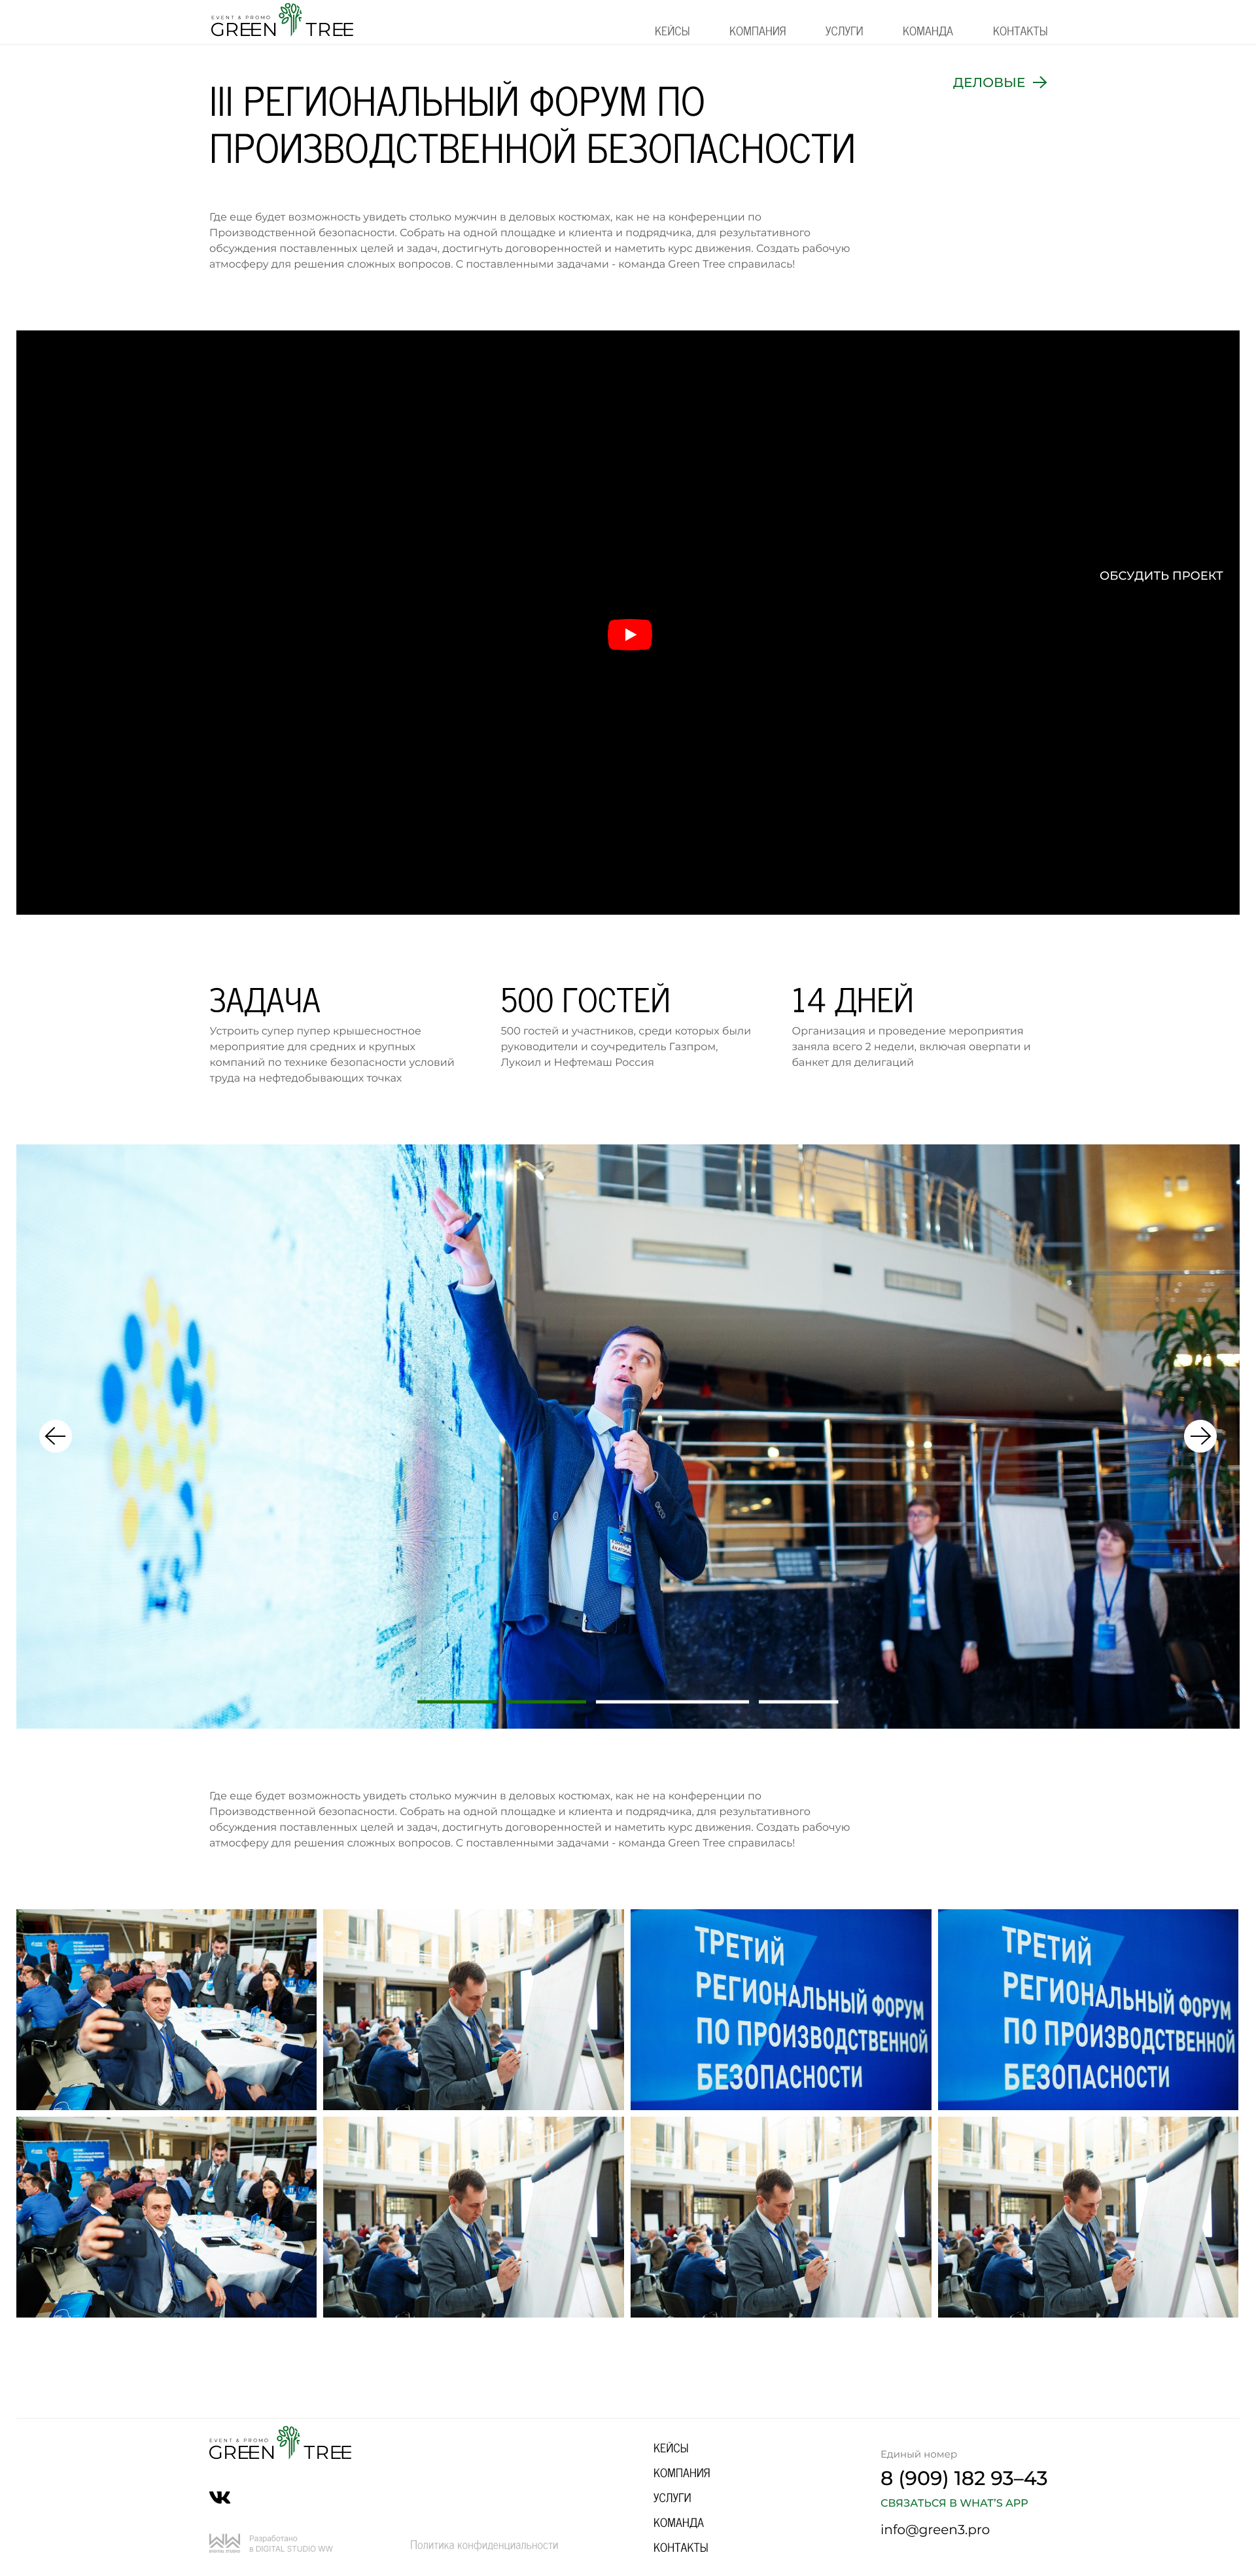 EVENT & PROMO
GREEN TREE
КЕЙСЫ КОМПАНИЯ УСЛУГИ КОМАНДА КОНТАКТЫ
ДЕЛОВЫЕ
III РЕГИОНАЛЬНЫЙ ФОРУМ ПО
ПРОИЗВОДСТВЕННОЙ БЕЗОПАСНОСТИ
Где еще будет возможность увидеть столько мужчин в деловых костюмах, как не на конференции по
Производственной безопасности. Собрать на одной площадке и клиента и подрядчика, для результативного
обсуждения поставленных целей и задач, достигнуть договоренностей и наметить курс движения. Создать рабочую
атмосферу для решения сложных вопросов. С поставленными задачами - команда Green Tree справилась!
ОБСУДИТЬ ПРОЕКТ
ЗАДАЧА
Устроить супер пупер крышесностное
мероприятие для средних и крупных
компаний по технике безопасности условий
труда на нефтедобывающих точках
500 ГОСТЕЙ
500 гостей и участников, среди которых были
руководители и соучредитель Газпром,
Лукоил и Нефтемаш Россия
14 ДНЕЙ
Организация и проведение мероприятия
заняла всего 2 недели, включая оверпати и
банкет для делигаций
Где еще будет возможность увидеть столько мужчин в деловых костюмах, как не на конференции по
Производственной безопасности. Собрать на одной площадке и клиента и подрядчика, для результативного
обсуждения поставленных целей и задач, достигнуть договоренностей и наметить курс движения. Создать рабочую
атмосферу для решения сложных вопросов. С поставленными задачами - команда Green Tree справилась!
ТРЕТИЙ
РЕГИОНАЛЬНЫЙ ФОРУМ
ПО ПРОИЗВОДСТВЕННОЙ
БЕЗОПАСНОСТИ
ТРЕТИЙ
РЕГИОНАЛЬНЫЙ ФОРУМ
ПО ПРОИЗВОДСТВЕННОЙ
БЕЗОПАСНОСТИ
EVENT & PROMO
GREEN TREE
WW
DIGITAL STUDIO
Разработано
в DIGITAL STUDIO WW
Политика конфиденциальности
КЕЙСЫ
КОМПАНИЯ
УСЛУГИ
КОМАНДА
КОНТАКТЫ
Единый номер
8 (909) 182 93–43
СВЯЗАТЬСЯ В WHAT'S APP
info@green3.pro